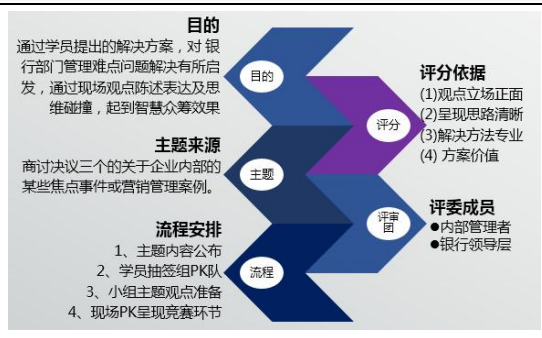 目的
通过学员提出的解决方案，对 银
行部门管理难点问题解决有所启
发，通过现场观点陈述表达及思
维碰撞，起到智慧众筹效果
目的
评分依据
(1)观点立场正面
(2)呈现思路清晰
(3)解决方法专业
(4) 方案价值
评分
主题来源
商讨决议三个的关于企业内部的
某些焦点事件或营销管理案例。
主题
评委成员
●内部管理者
●银行领导层
评审
团
流程安排
1、主题内容公布
2、学员抽签组PK队
3、小组主题观点准备
4、现场PK呈现竞赛环节
流程